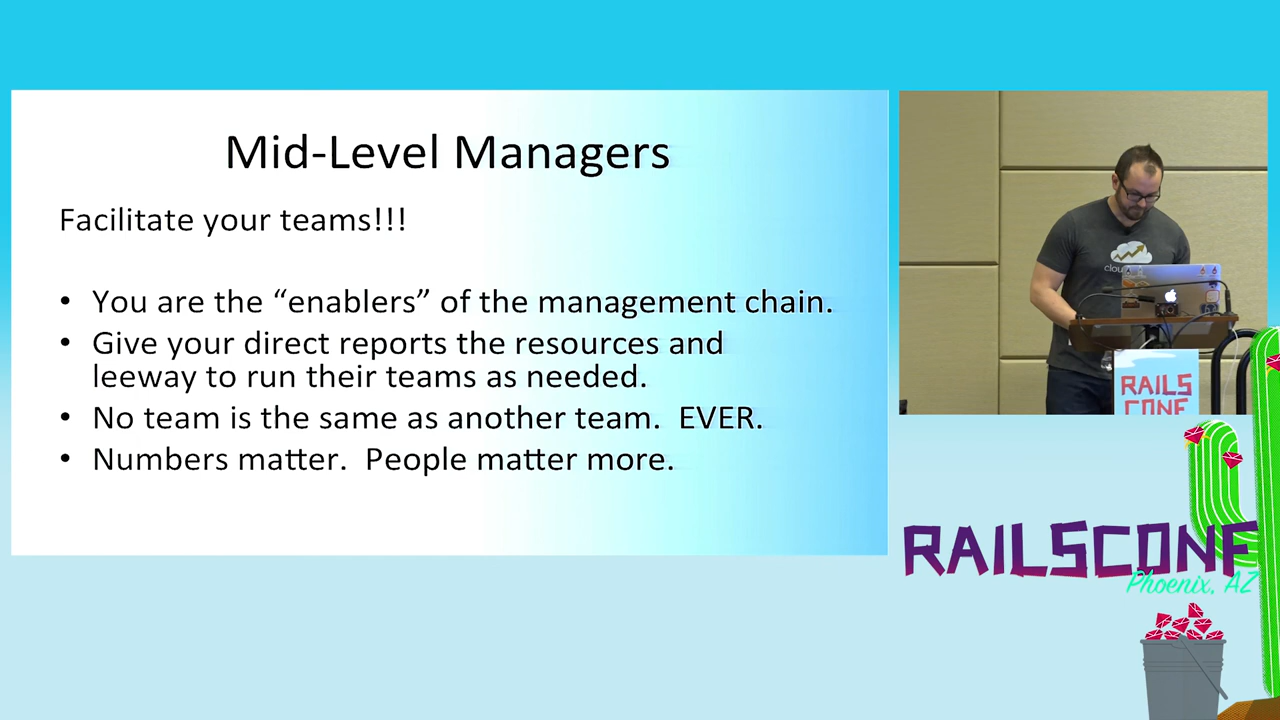 Mid-Level Managers
Facilitate your teams!!!
• You are the “enablers” of the management chain.
• Give your direct reports the resources and
leeway to run their teams as needed.
• No team is the same as another team.  EVER.
• Numbers matter.  People matter more.
RAILS
CONF
RAILSCONF
Phoenix, AZ